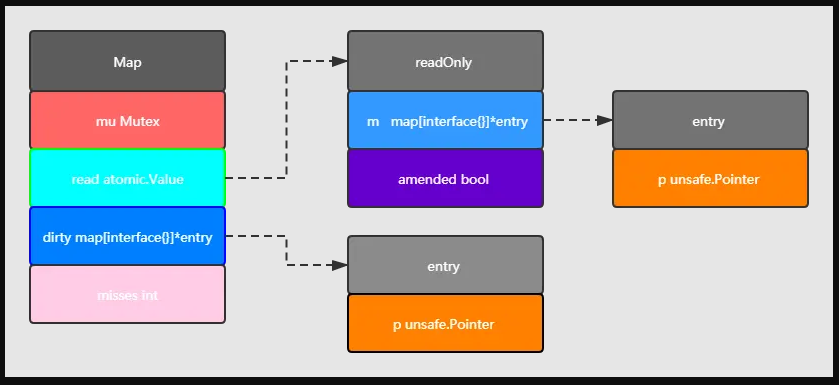 Map
mu Mutex
read atomic.Value
dirty map[interface{}]*entry
misses int
readOnly
m map[interface{}]*entry
amended bool
entry
p unsafe.Pointer
entry
p unsafe.Pointer